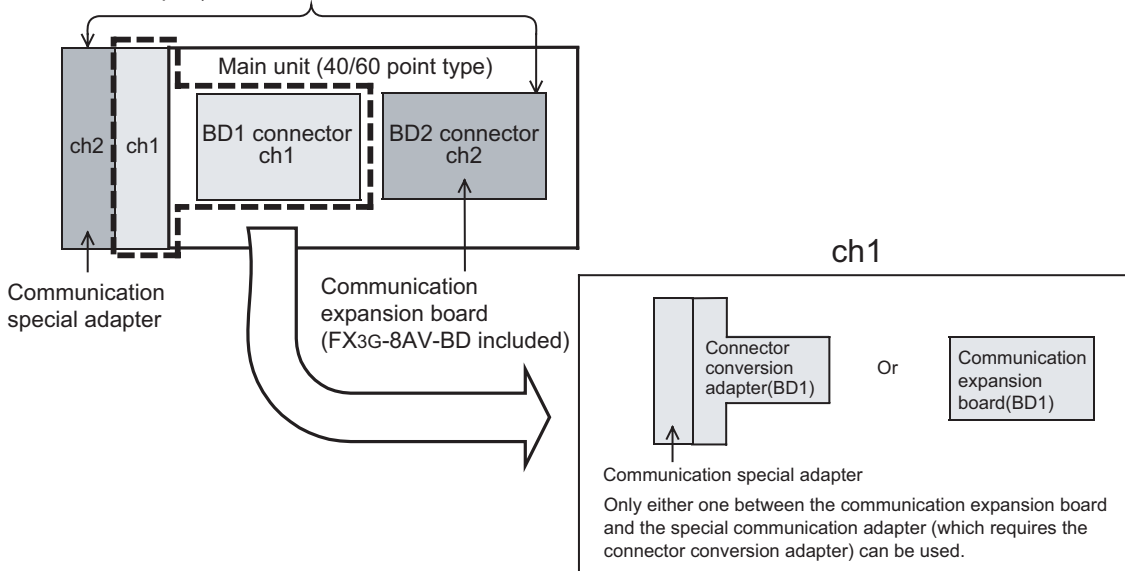 Main unit (40/60 point type)
ch2
ch1
BD1 connector
ch1
BD2 connector
ch2
Communication
special adapter
Communication
expansion board
(FX3G-8AV-BD included)
ch1
Connector
conversion
adapter(BD1)
Or
Communication
expansion
board(BD1)
Communication special adapter
Only either one between the communication expansion board
and the special communication adapter (which requires the
connector conversion adapter) can be used.